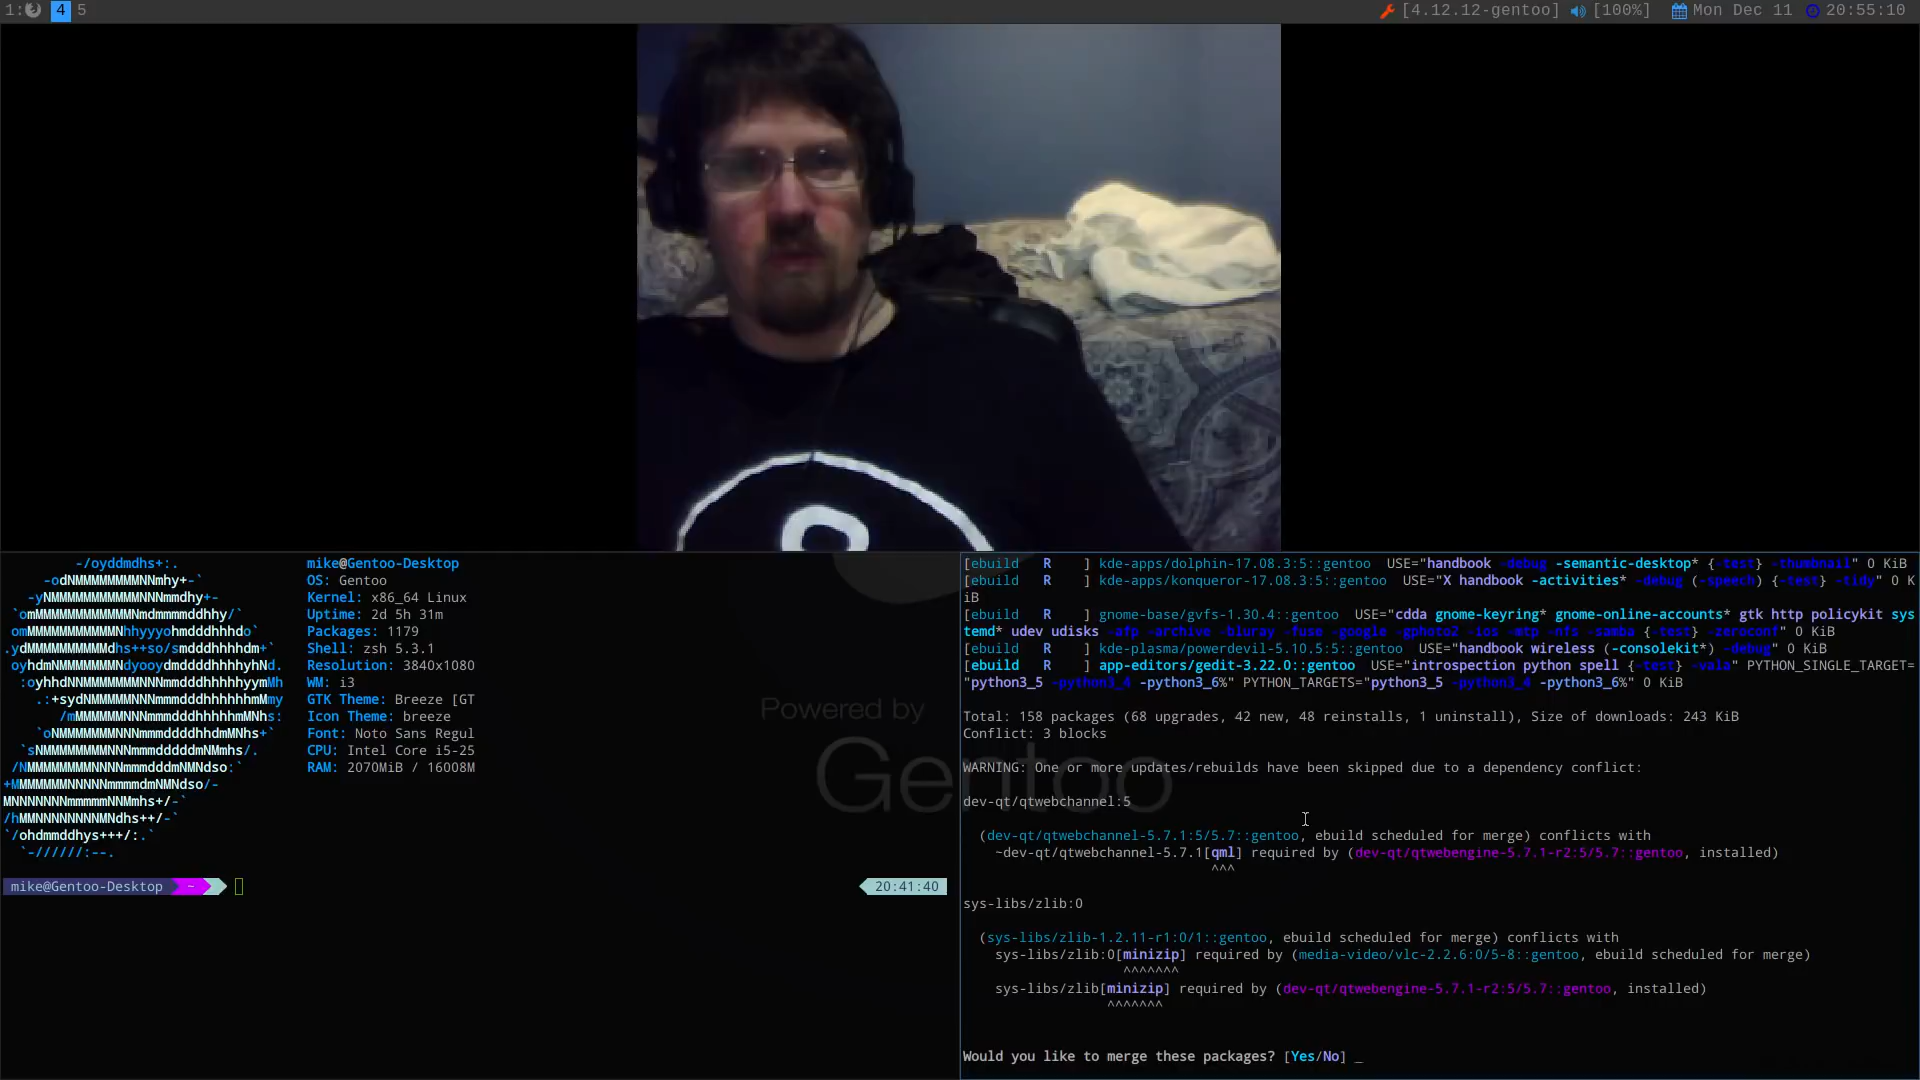 1: 4 5 [4.12.12-gentoo] [100%] Mon Dec 11 20:55:10
mike@Gentoo-Desktop
OS: Gentoo
Kernel: x86_64 Linux
Uptime: 2d 5h 31m
Packages: 1179
Shell: zsh 5.3.1
Resolution: 3840x1080
WM: i3
GTK Theme: Breeze [GT
Icon Theme: breeze
Font: Noto Sans Regul
CPU: Intel Core i5-25
RAM: 2070MiB / 16008M
mike@Gentoo-Desktop ~ 20:41:40
Powered by
Gentoo
[ebuild   R    ] kde-apps/dolphin-17.08.3:5::gentoo  USE="handbook -debug -semantic-desktop* {-test} -thumbnail" 0 KiB
[ebuild   R    ] kde-apps/konqueror-17.08.3:5::gentoo  USE="X handbook -activities* -debug (-speech) {-test} -tidy" 0 K
iB
[ebuild   R    ] gnome-base/gvfs-1.30.4::gentoo  USE="cdda gnome-keyring* gnome-online-accounts* gtk http policykit sys
temd* udev udisks -afp -archive -bluray -fuse -google -gphoto2 -ios -mtp -nfs -samba {-test} -zeroconf" 0 KiB
[ebuild   R    ] kde-plasma/powerdevil-5.10.5:5::gentoo  USE="handbook wireless (-consolekit*) -debug" 0 KiB
[ebuild   R    ] app-editors/gedit-3.22.0::gentoo  USE="introspection python spell {-test} -vala" PYTHON_SINGLE_TARGET=
"python3_5 -python3_4 -python3_6%" PYTHON_TARGETS="python3_5 -python3_4 -python3_6%" 0 KiB
Total: 158 packages (68 upgrades, 42 new, 48 reinstalls, 1 uninstall), Size of downloads: 243 KiB
Conflict: 3 blocks
WARNING: One or more updates/rebuilds have been skipped due to a dependency conflict:
dev-qt/qtwebchannel:5
(dev-qt/qtwebchannel-5.7.1:5/5.7::gentoo, ebuild scheduled for merge) conflicts with
~dev-qt/qtwebchannel-5.7.1[qml] required by (dev-qt/qtwebengine-5.7.1-r2:5/5.7::gentoo, installed)
^^^
sys-libs/zlib:0
(sys-libs/zlib-1.2.11-r1:0/1::gentoo, ebuild scheduled for merge) conflicts with
sys-libs/zlib:0[minizip] required by (media-video/vlc-2.2.6:0/5-8::gentoo, ebuild scheduled for merge)
^^^^^^^
sys-libs/zlib[minizip] required by (dev-qt/qtwebengine-5.7.1-r2:5/5.7::gentoo, installed)
^^^^^^^
Would you like to merge these packages? [Yes/No] _